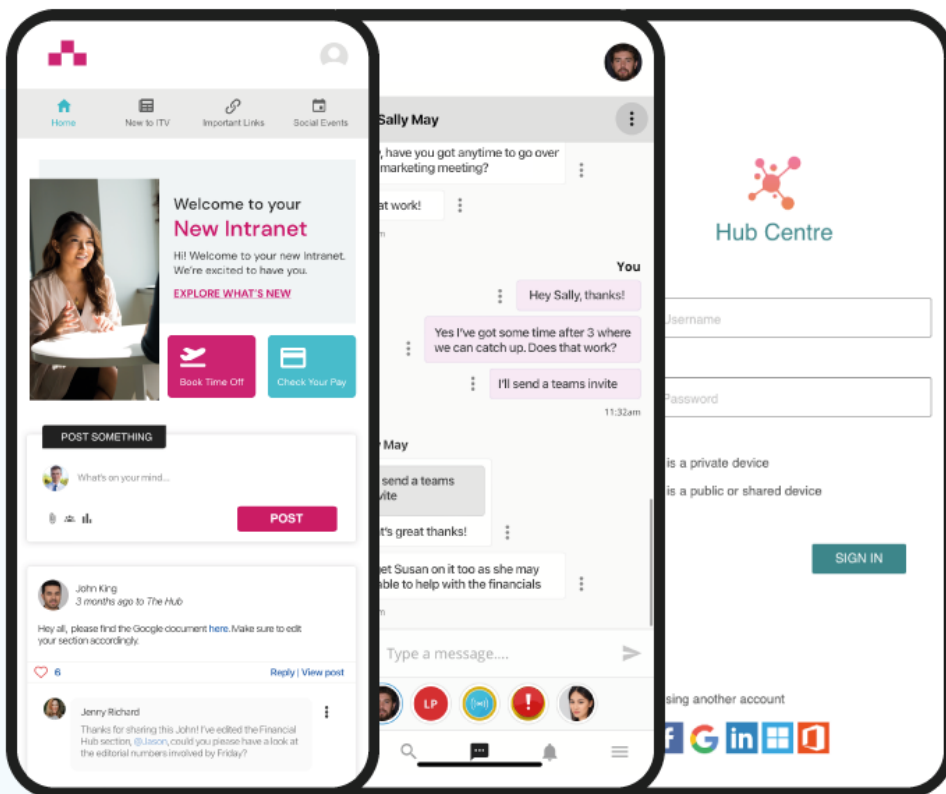 Home
New to ITV
Important Links
Social Events
Welcome to your
New Intranet
Hi! Welcome to your new Intranet.
We're excited to have you.
EXPLORE WHAT'S NEW
Book Time Off
Check Your Pay
POST SOMETHING
What's on your mind...
POST
John King
3 months ago to The Hub
Hey all, please find the Google document here. Make sure to edit
your section accordingly.
6
Reply | View post
Jenny Richard
Thanks for sharing this John! I've edited the Financial
Hub section, @Jason, could you please have a look at
the editorial numbers involved by Friday?
Sally May
, have you got anytime to go over
marketing meeting?
at work!
You
Hey Sally, thanks!
Yes I've got some time after 3 where
we can catch up. Does that work?
I'll send a teams invite
11:32am
May
send a teams
vite
t's great thanks!
et Susan on it too as she may
able to help with the financials
Type a message....
LP
Hub Centre
Username
Password
is a private device
is a public or shared device
SIGN IN
sing another account